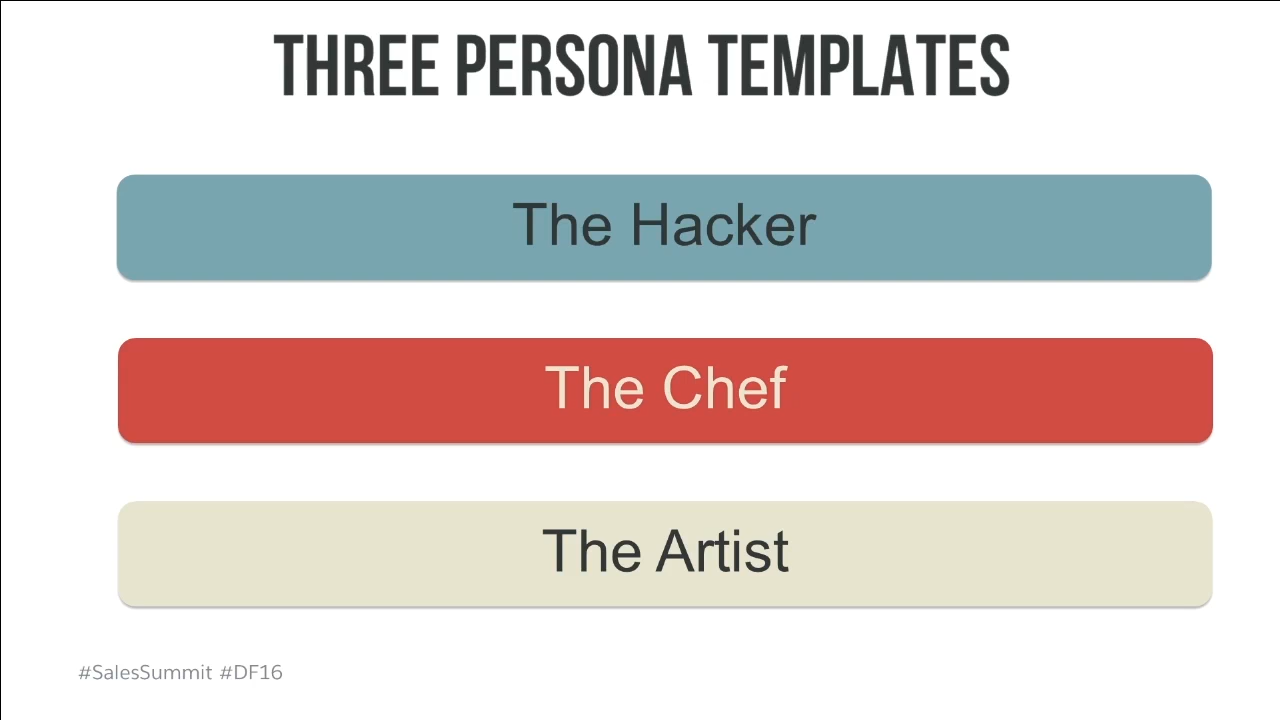 THREE PERSONA TEMPLATES
The Hacker
The Chef
The Artist
#SalesSummit #DF16